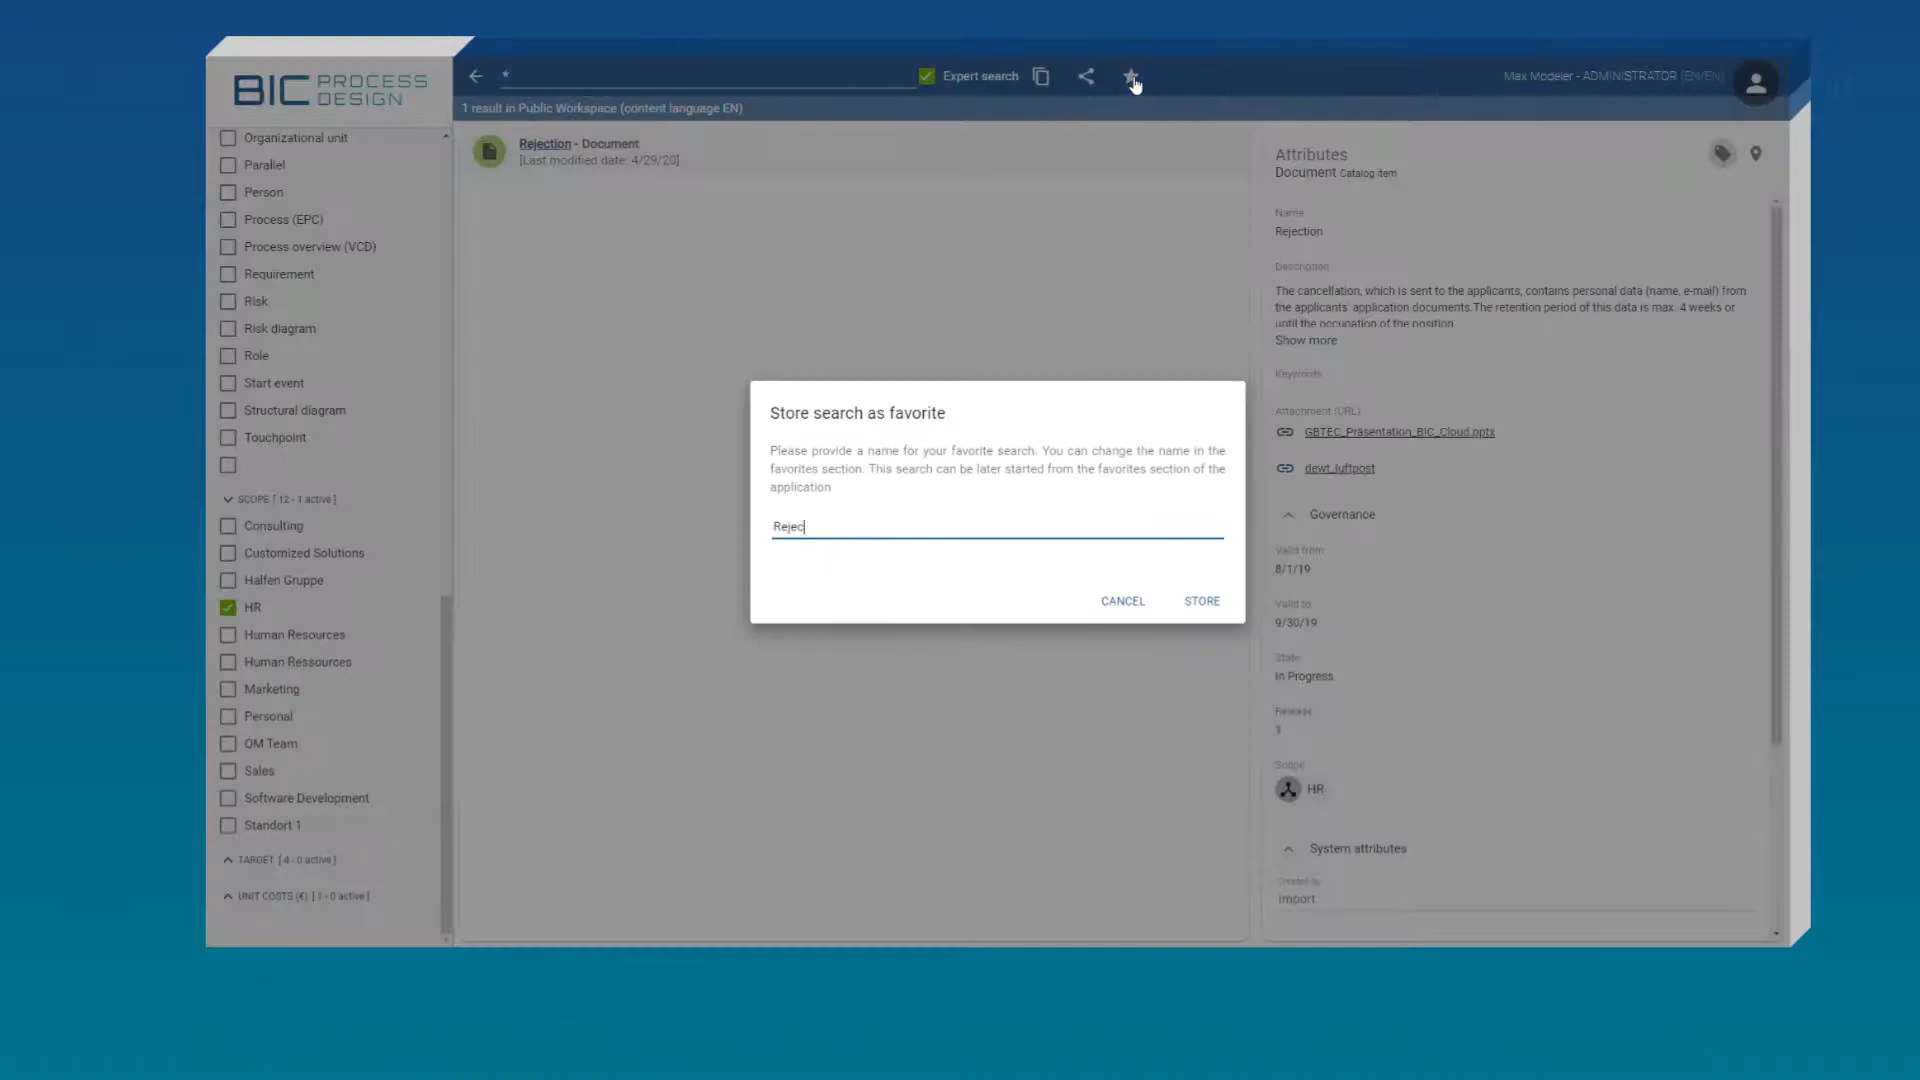 BIC PROCESS DESIGN
*
Expert search
Max Modeler - ADMINISTRATOR [EN/EN]
1 result in Public Workspace (content language EN)
Organizational unit
Parallel
Person
Process (EPC)
Process overview (VCD)
Requirement
Risk
Risk diagram
Role
Start event
Structural diagram
Touchpoint
SCOPE [ 12 - 1 active ]
Consulting
Customized Solutions
Halfen Gruppe
HR
Human Resources
Human Ressources
Marketing
Personal
QM Team
Sales
Software Development
Standort 1
TARGET [ 4 - 0 active ]
UNIT COSTS (€) [ 1 - 0 active ]
Rejection - Document
[Last modified date: 4/29/20]
Store search as favorite
Please provide a name for your favorite search. You can change the name in the
favorites section. This search can be later started from the favorites section of the
application
Rejec
CANCEL
STORE
Attributes
Document Catalog item
Name
Rejection
Description
The cancellation, which is sent to the applicants, contains personal data (name, e-mail) from
the applicants' application documents.The retention period of this data is max. 4 weeks or
until the occupation of the position
Show more
Keywords
Attachment (URL)
GBTEC_Präsentation_BIC_Cloud.pptx
dewt_luftpost
Governance
Valid from
8/1/19
Valid to
9/30/19
State
In Progress
Release
1
Scope
HR
System attributes
Created by
Import